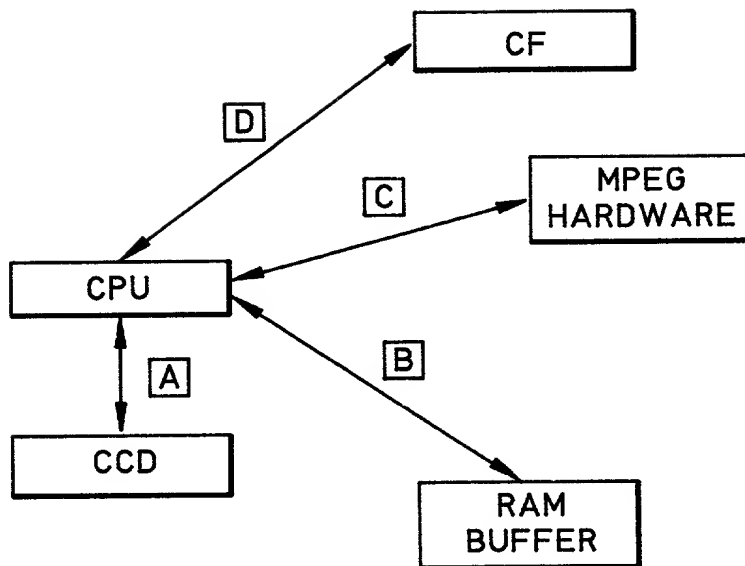 CF
D
MPEG
HARDWARE
C
CPU
B
A
CCD
RAM
BUFFER